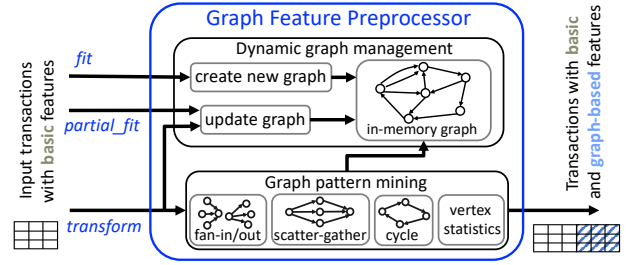 Graph Feature Preprocessor
Input transactions
with basic features
fit
partial_fit
transform
Dynamic graph management
create new graph
update graph
in-memory graph
Graph pattern mining
fan-in/out
scatter-gather
cycle
vertex
statistics
Transactions with basic
and graph-based features